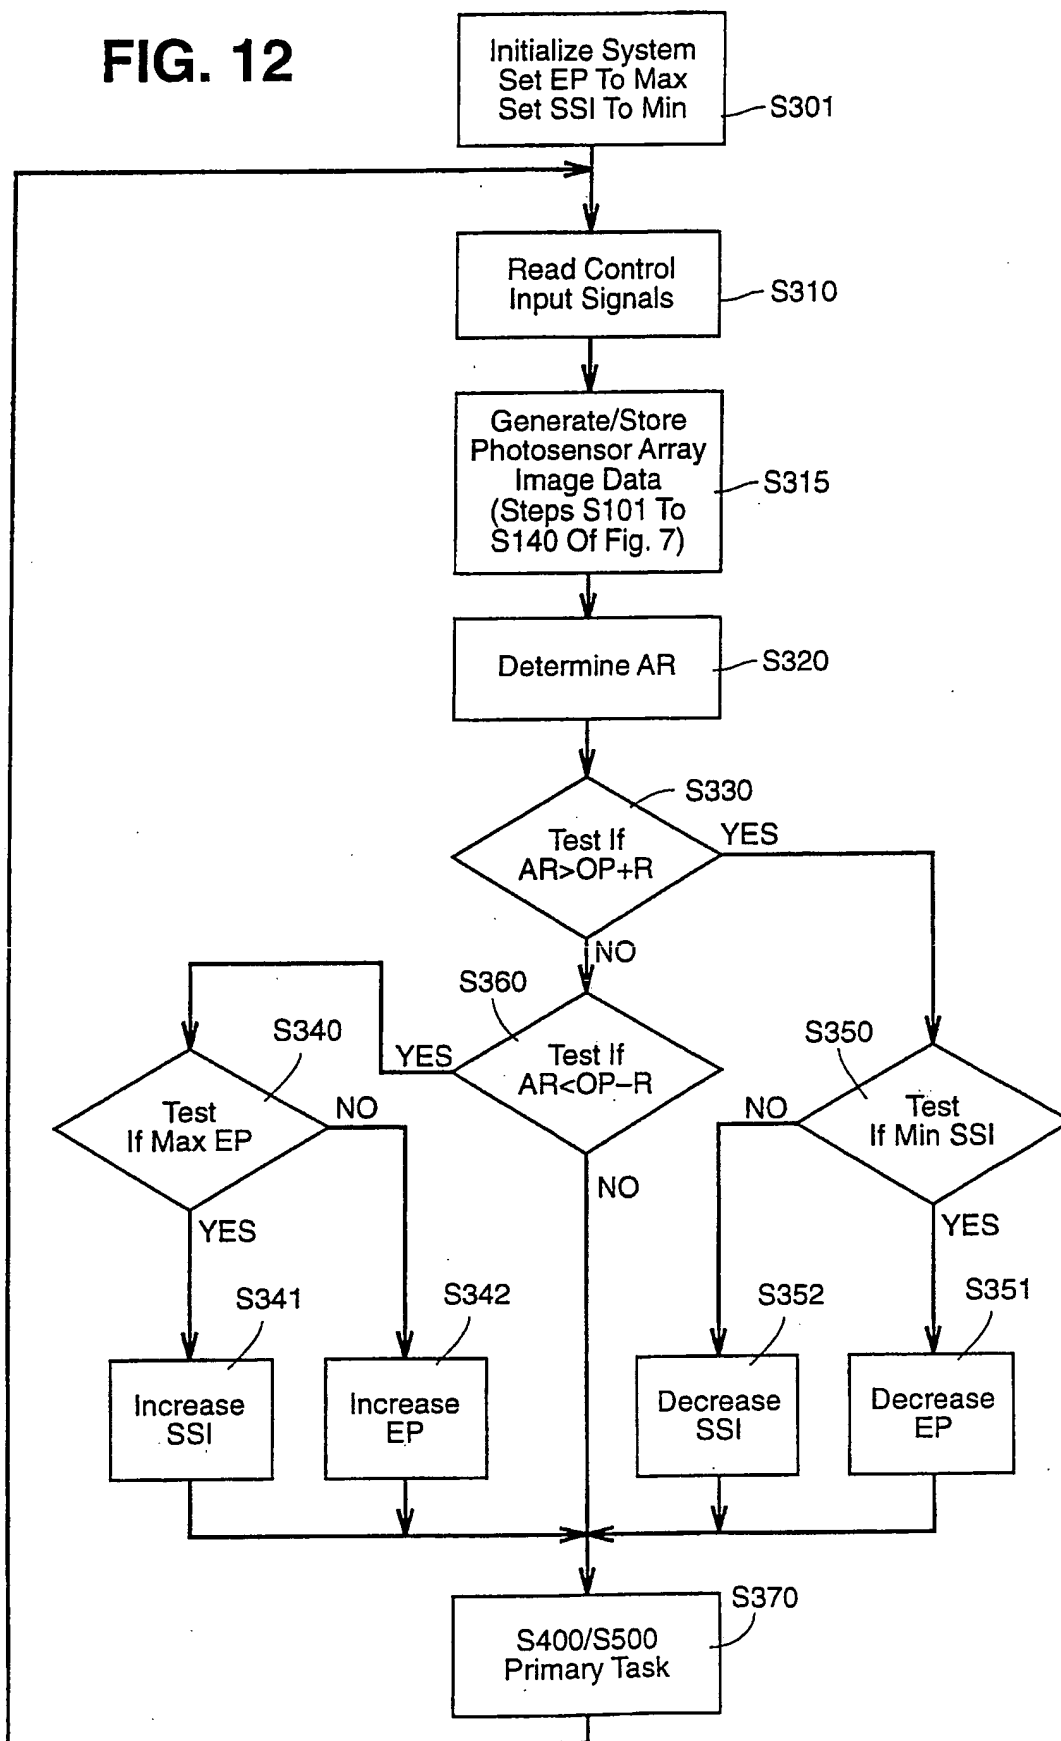 FIG. 12
Initialize System
Set EP To Max
Set SSI To Min
S301
Read Control
Input Signals
S310
Generate/Store
Photosensor Array
Image Data
(Steps S101 To
S140 Of Fig. 7)
S315
Determine AR
S320
S330
Test If
AR>OP+R
YES
NO
S360
Test If
AR<OP–R
YES
NO
S340
Test
If Max EP
NO
YES
S350
Test
If Min SSI
NO
YES
S341
Increase
SSI
S342
Increase
EP
S352
Decrease
SSI
S351
Decrease
EP
S370
S400/S500
Primary Task